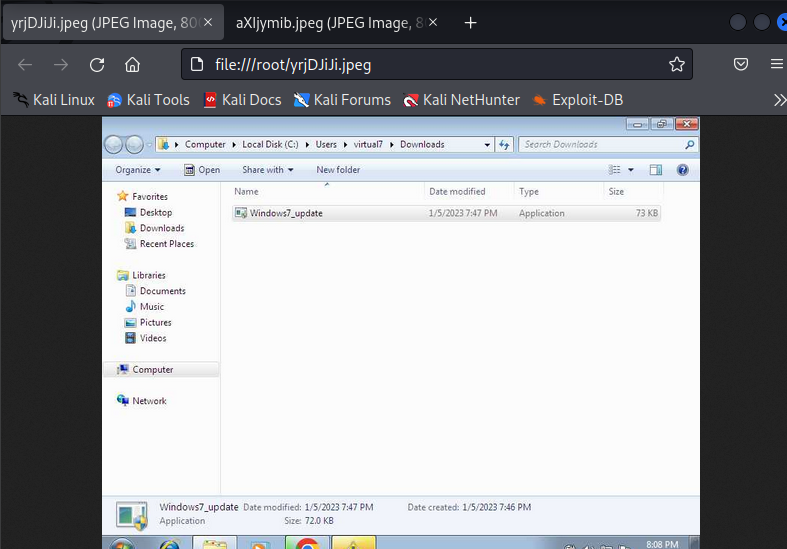 yrjDJiJi.jpeg (JPEG Image, 80 aXIjymib.jpeg (JPEG Image, 8
file:///root/yrjDJiJi.jpeg
Kali Linux Kali Tools Kali Docs Kali Forums Kali NetHunter Exploit-DB
Computer Local Disk (C:) Users virtual7 Downloads Search Downloads
Organize Open Share with New folder
Name Date modified Type Size
Favorites
Windows7_update 1/5/2023 7:47 PM Application 73 KB
Desktop
Downloads
Recent Places
Libraries
Documents
Music
Pictures
Videos
Computer
Network
Windows7_update Date modified: 1/5/2023 7:47 PM Date created: 1/5/2023 7:46 PM
Application Size: 72.0 KB
8:08 PM